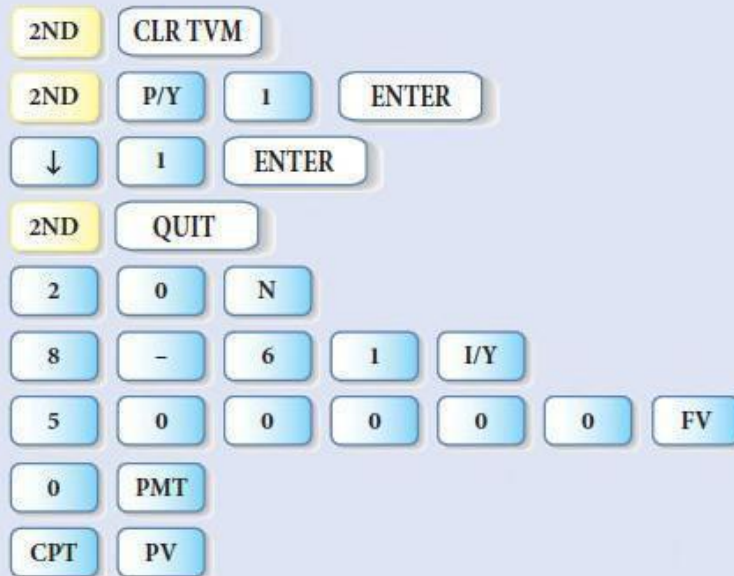 2ND CLR TVM
2ND P/Y 1 ENTER
↓ 1 ENTER
2ND QUIT
2 0 N
8 – 6 1 I/Y
5 0 0 0 0 0 FV
0 PMT
CPT PV